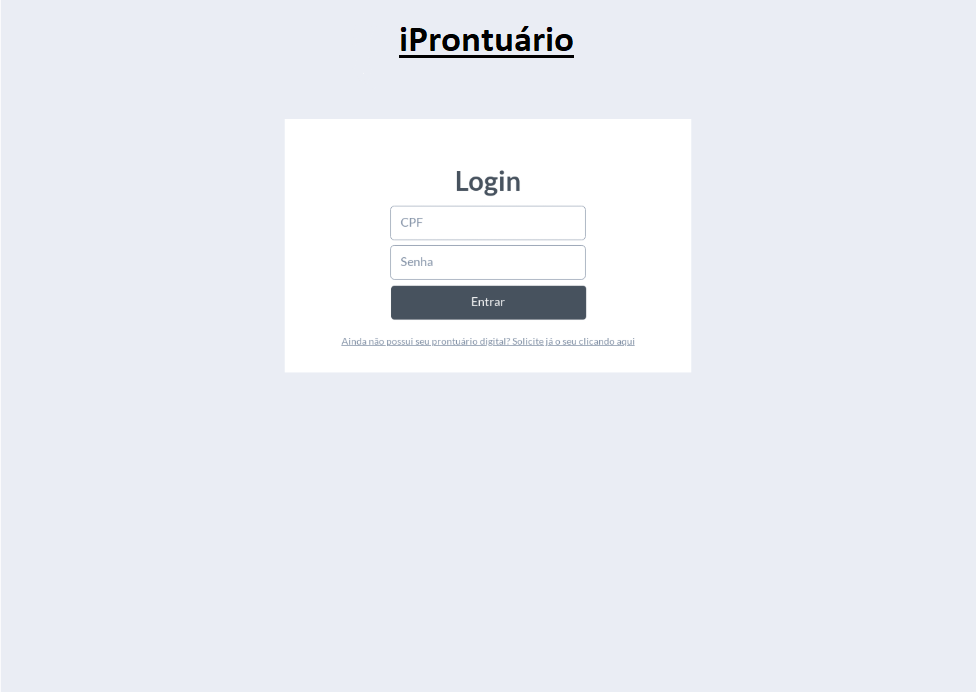 iProntuário
Login
CPF
Senha
Entrar
Ainda não possui seu prontuário digital? Solicite já o seu clicando aqui